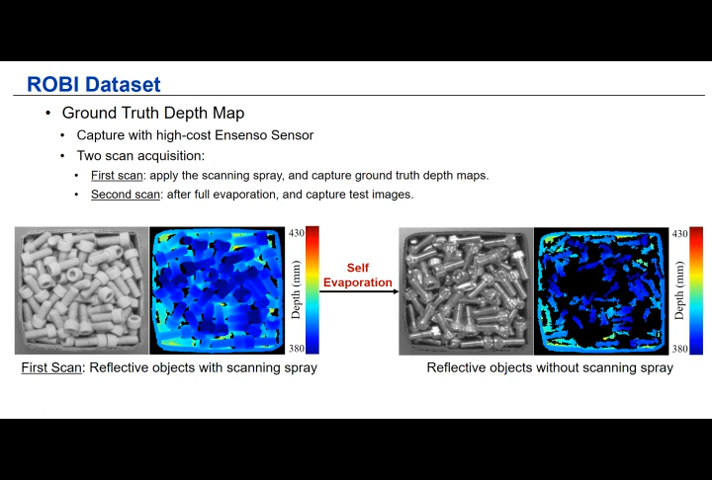 ROBI Dataset
• Ground Truth Depth Map
• Capture with high-cost Ensenso Sensor
• Two scan acquisition:
• First scan: apply the scanning spray, and capture ground truth depth maps.
• Second scan: after full evaporation, and capture test images.
430
Depth (mm)
380
Self
Evaporation
430
Depth (mm)
380
First Scan: Reflective objects with scanning spray
Reflective objects without scanning spray